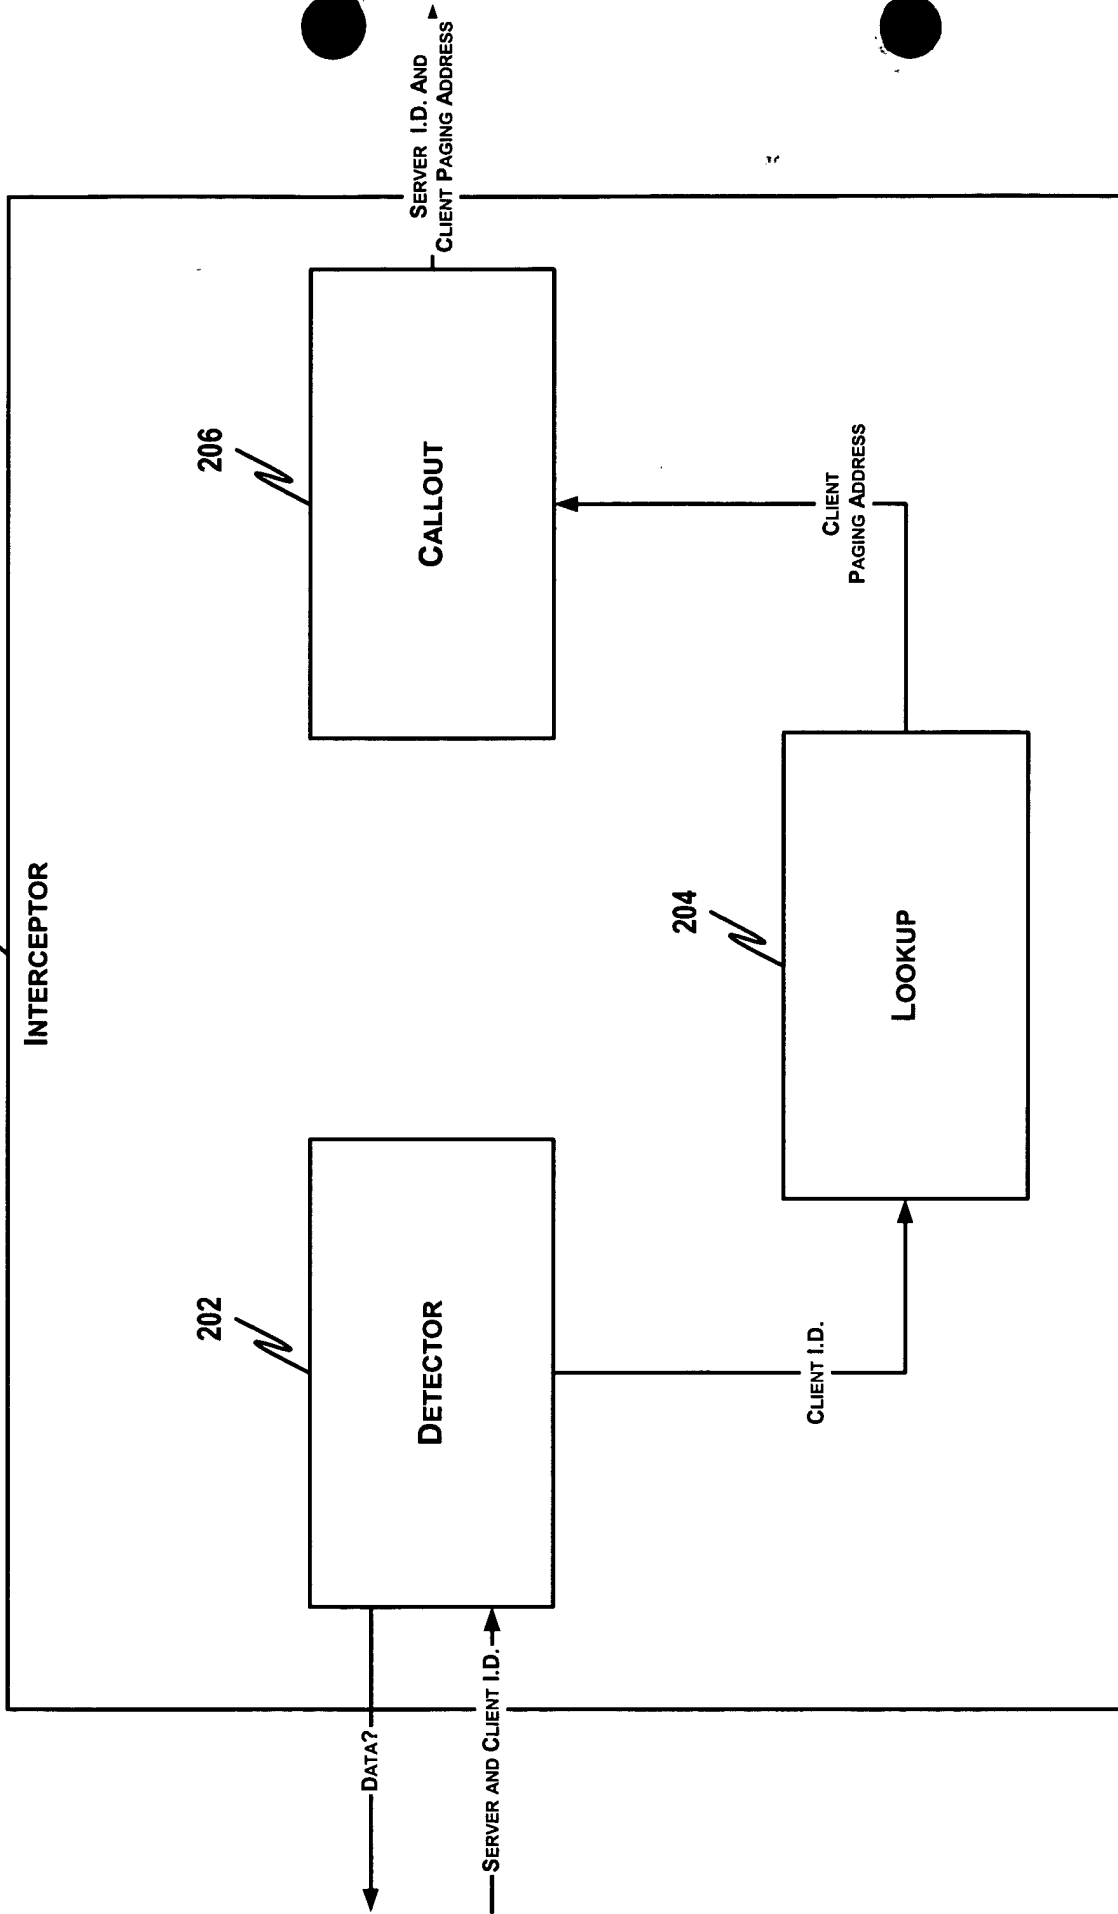 INTERCEPTOR
202
DETECTOR
206
CALLOUT
204
LOOKUP
DATA?
SERVER AND CLIENT I.D.
CLIENT I.D.
CLIENT
PAGING ADDRESS
SERVER I.D. AND
CLIENT PAGING ADDRESS